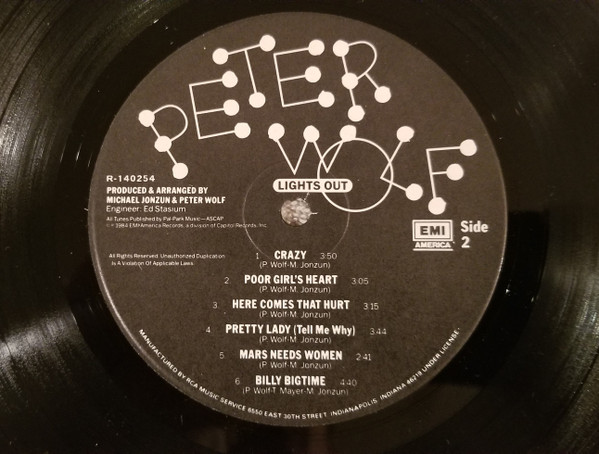 PETER
WOLF
LIGHTS OUT
R-140254
PRODUCED & ARRANGED BY
MICHAEL JONZUN & PETER WOLF
Engineer: Ed Stasium
All Tunes Published by Pal-Park Music—ASCAP
℗ © 1984 EMI America Records, a division of Capitol Records, Inc.
EMI
AMERICA
Side
2
All Rights Reserved. Unauthorized Duplication
Is A Violation Of Applicable Laws.
1. CRAZY 3:50
(P. Wolf-M. Jonzun)
2. POOR GIRL'S HEART 3:05
(P. Wolf-M. Jonzun)
3. HERE COMES THAT HURT 3:15
(P. Wolf-M. Jonzun)
4. PRETTY LADY (Tell Me Why) 3:44
(P. Wolf-M. Jonzun)
5. MARS NEEDS WOMEN 2:41
(P. Wolf-M. Jonzun)
6. BILLY BIGTIME 4:40
(P. Wolf-T. Mayer-M. Jonzun)
MANUFACTURED BY RCA MUSIC SERVICE 6550 EAST 30TH STREET, INDIANAPOLIS, INDIANA 46219 UNDER LICENSE.